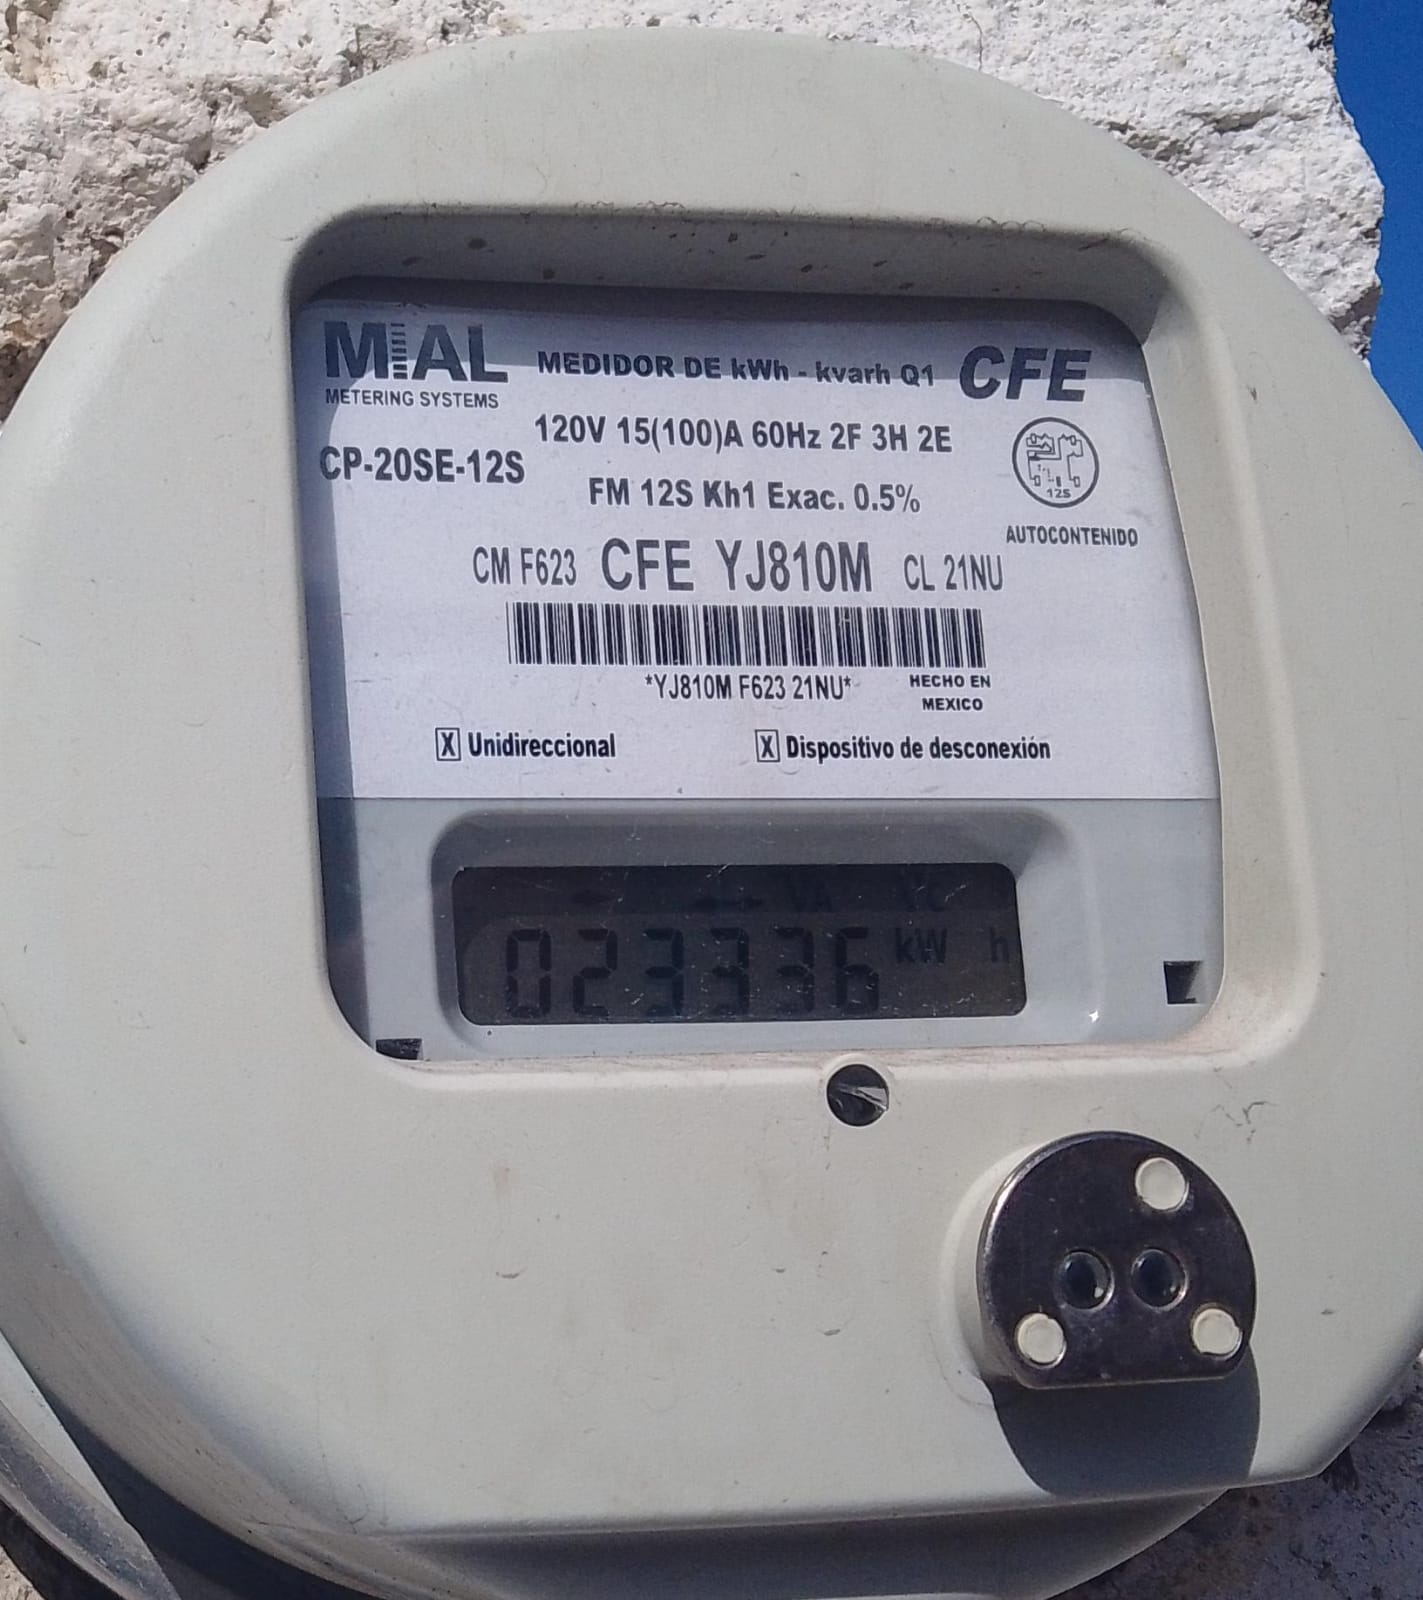 MIAL MEDIDOR DE kWh - kvarh Q1 CFE
METERING SYSTEMS
120V 15(100)A 60Hz 2F 3H 2E
CP-20SE-12S
FM 12S Kh1 Exac. 0.5%
12S
AUTOCONTENIDO
CM F623 CFE YJ810M CL 21NU
*YJ810M F623 21NU*
HECHO EN
MEXICO
X Unidireccional X Dispositivo de desconexión
023336 kW h